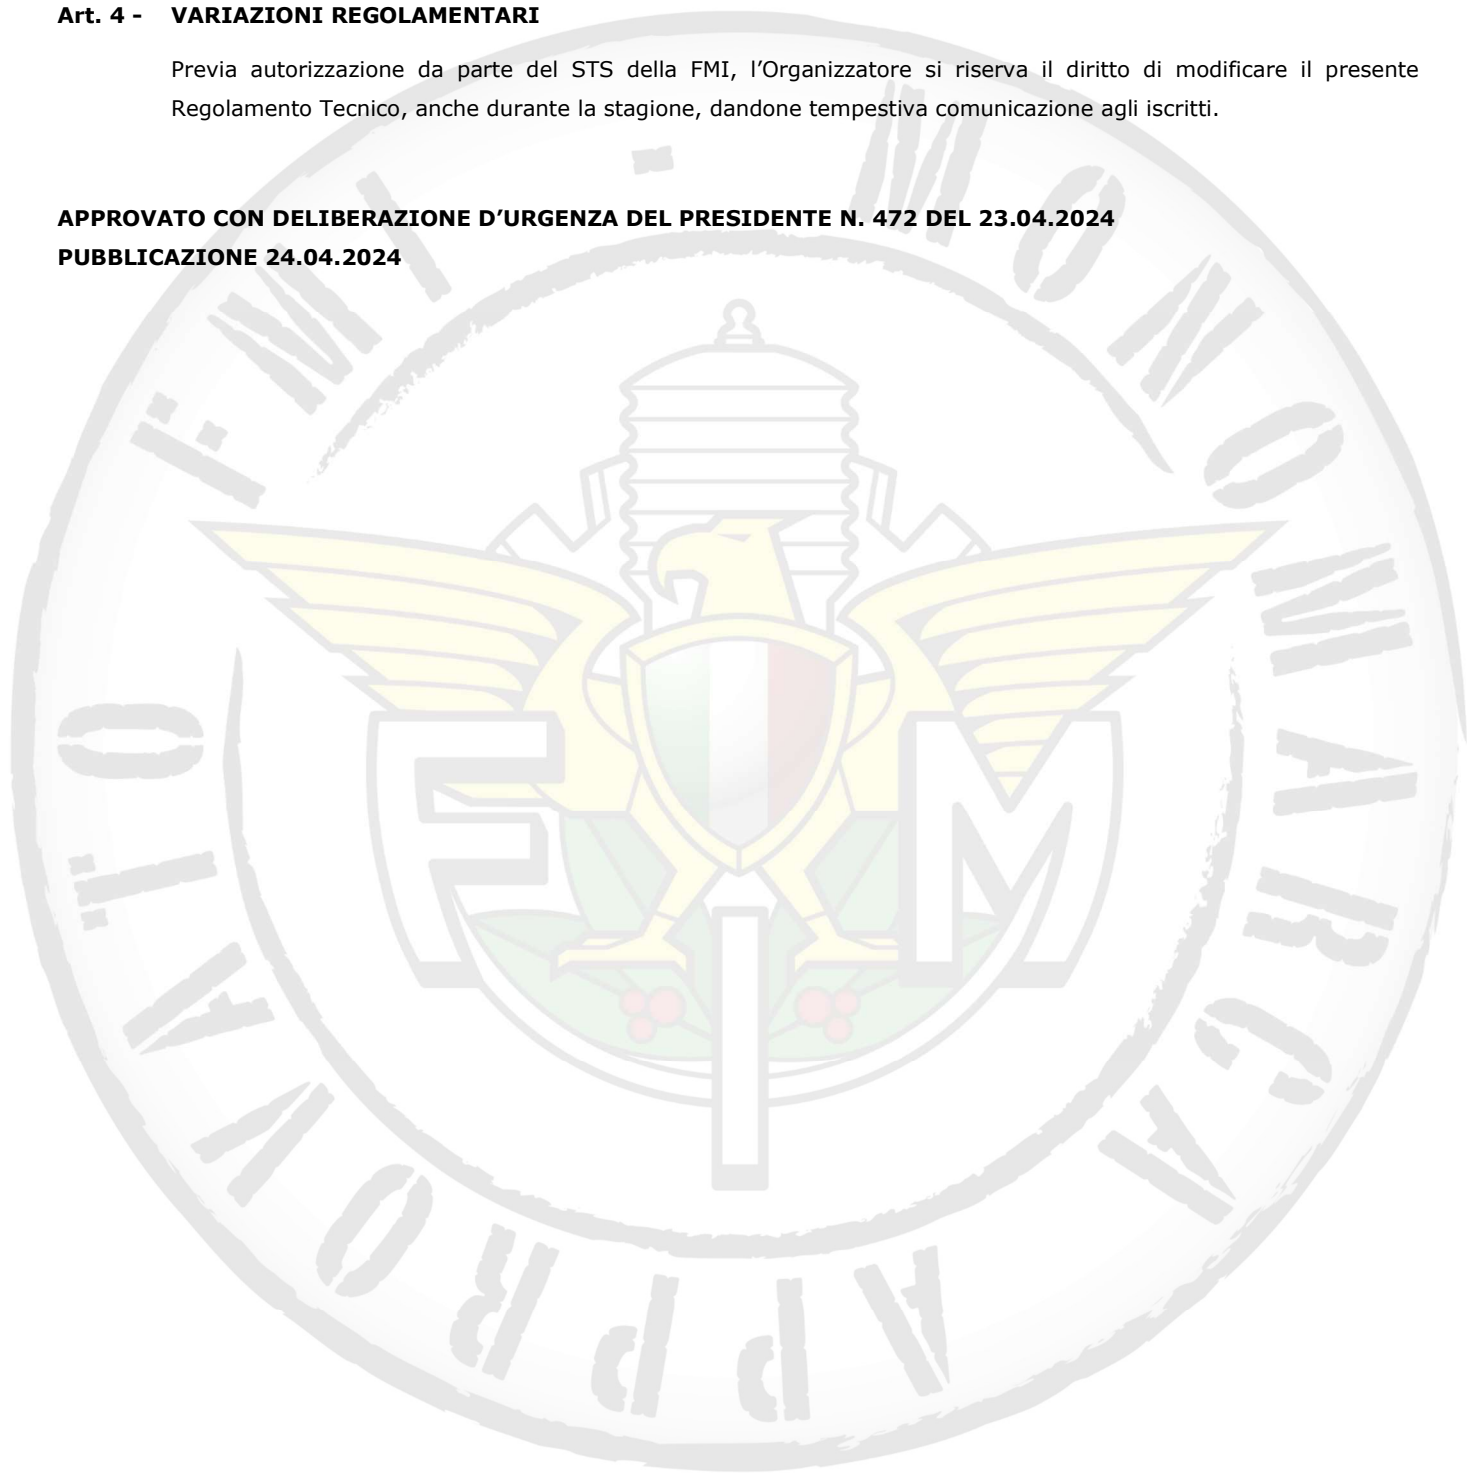 Art. 4 - VARIAZIONI REGOLAMENTARI
Previa autorizzazione da parte del STS della FMI, l’Organizzatore si riserva il diritto di modificare il presente
Regolamento Tecnico, anche durante la stagione, dandone tempestiva comunicazione agli iscritti.
APPROVATO CON DELIBERAZIONE D’URGENZA DEL PRESIDENTE N. 472 DEL 23.04.2024
PUBBLICAZIONE 24.04.2024
FMI - MONOMARCA APPROVATO
FIM